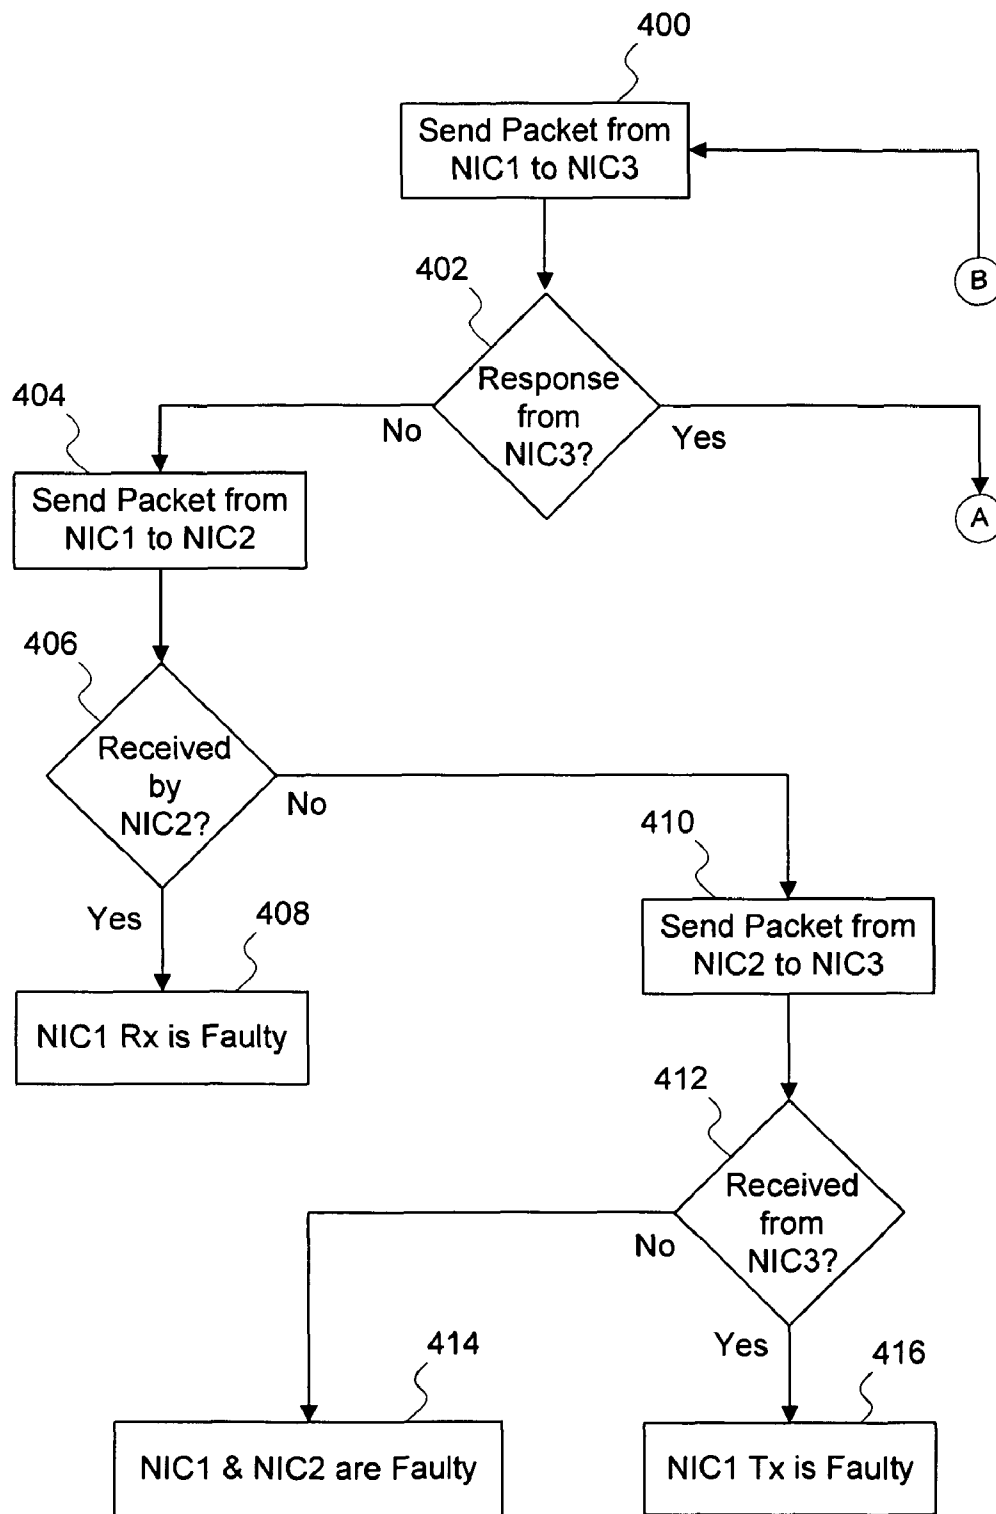 400
Send Packet from
NIC1 to NIC3
B
402
Response
from
NIC3?
No
Yes
A
404
Send Packet from
NIC1 to NIC2
406
Received
by
NIC2?
No
Yes
408
NIC1 Rx is Faulty
410
Send Packet from
NIC2 to NIC3
412
Received
from
NIC3?
No
Yes
414
NIC1 & NIC2 are Faulty
416
NIC1 Tx is Faulty